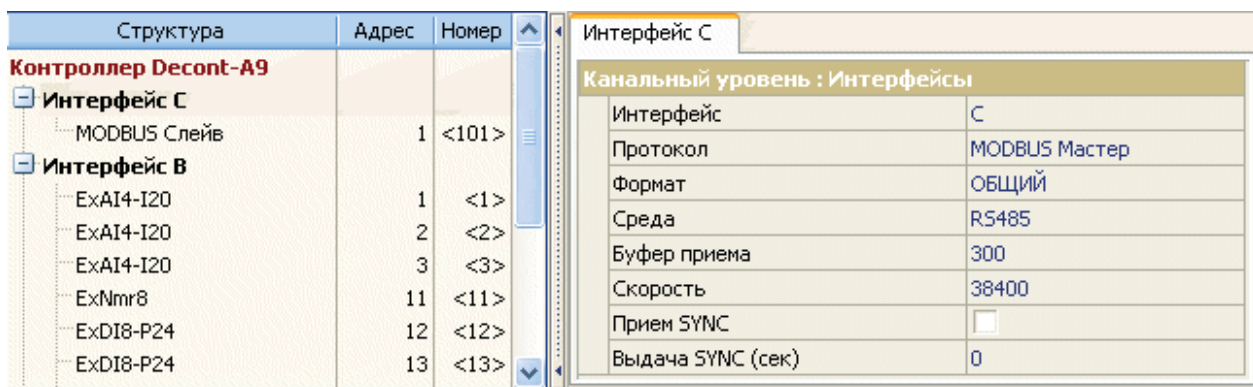 Структура Адрес Номер
Контроллер Decont-A9
Интерфейс C
MODBUS Слейв 1 <101>
Интерфейс B
ExAI4-I20 1 <1>
ExAI4-I20 2 <2>
ExAI4-I20 3 <3>
ExNmr8 11 <11>
ExDI8-P24 12 <12>
ExDI8-P24 13 <13>
Интерфейс C
Канальный уровень : Интерфейсы
Интерфейс C
Протокол MODBUS Мастер
Формат ОБЩИЙ
Среда RS485
Буфер приема 300
Скорость 38400
Прием SYNC
Выдача SYNC (сек) 0